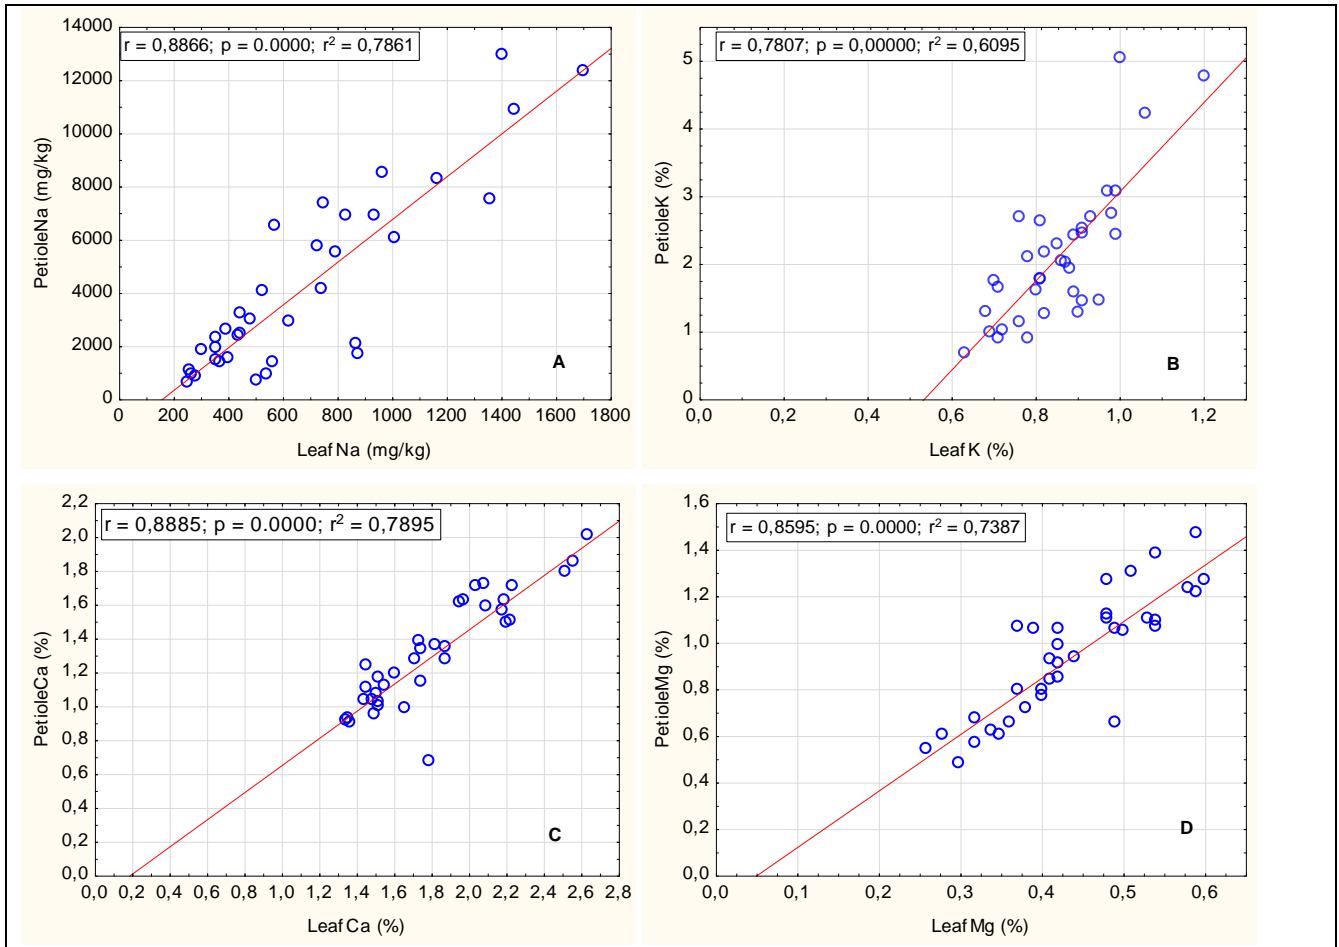 r = 0,8866; p = 0.0000; r² = 0,7861
14000
12000
10000
8000
6000
4000
2000
0
PetioleNa (mg/kg)
A
0 200 400 600 800 1000 1200 1400 1600 1800
Leaf Na (mg/kg)
r = 0,7807; p = 0,00000; r² = 0,6095
5
4
3
2
1
0
PetioleK (%)
B
0,0 0,2 0,4 0,6 0,8 1,0 1,2
Leaf K (%)
r = 0,8885; p = 0.0000; r² = 0,7895
2,2
2,0
1,8
1,6
1,4
1,2
1,0
0,8
0,6
0,4
0,2
0,0
PetioleCa (%)
C
0,0 0,2 0,4 0,6 0,8 1,0 1,2 1,4 1,6 1,8 2,0 2,2 2,4 2,6 2,8
Leaf Ca (%)
r = 0,8595; p = 0.0000; r² = 0,7387
1,6
1,4
1,2
1,0
0,8
0,6
0,4
0,2
0,0
PetioleMg (%)
D
0,0 0,1 0,2 0,3 0,4 0,5 0,6
Leaf Mg (%)